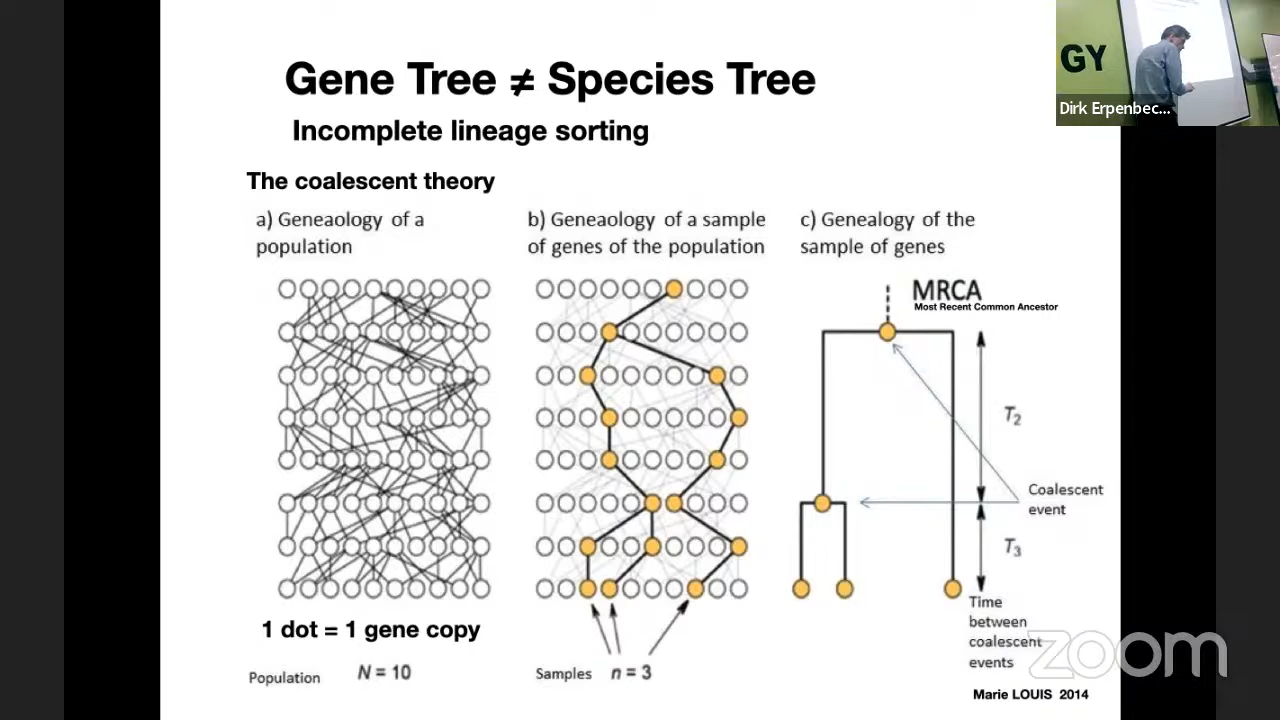 Gene Tree ≠ Species Tree
Incomplete lineage sorting
The coalescent theory
a) Geneaology of a
population
b) Geneaology of a sample
of genes of the population
c) Genealogy of the
sample of genes
MRCA
Most Recent Common Ancestor
T2
Coalescent
event
T3
Time
between
coalescent
events
1 dot = 1 gene copy
Population N = 10
Samples n = 3
Marie LOUIS 2014
zoom
GY
Dirk Erpenbec...